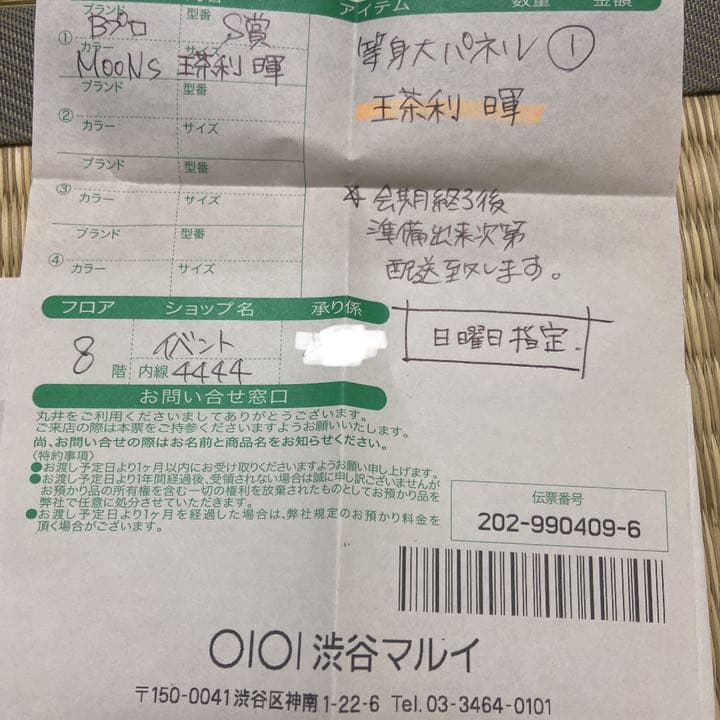 アイテム
数量
金額
ブランド 型番
① Bプロ S賞
カラー サイズ
MooNs 王茶利 暉
等身大パネル ①
王茶利 暉
ブランド 型番
②
カラー サイズ
ブランド 型番
③
カラー サイズ
ブランド 型番
④
カラー サイズ
* 会期終了後
準備出来次第
配送致します。
日曜日指定.
フロア ショップ名 承り係
8階 イベント
内線 4444
お問い合せ窓口
丸井をご利用くださいましてありがとうございます。
ご来店の際は本票をご持参くださいますようお願いいたします。
尚、お問い合せの際はお名前と商品名をお知らせください。
〈特約事項〉
●お渡し予定日より1ヶ月以内にお受け取りくださいますようお願い申し上げます。
●お渡し予定日より1年間経過後、受領されない場合は誠に申し訳ございませんが
お預かり品の所有権を含む一切の権利を放棄されたものとしてお預かり品を
弊社で任意に処分させていただきます。
●お渡し予定日より1ヶ月を経過した場合は、弊社規定のお預かり料金を
頂く場合がございます。
伝票番号
202-990409-6
OIOI 渋谷マルイ
〒150-0041 渋谷区神南1-22-6 Tel. 03-3464-0101